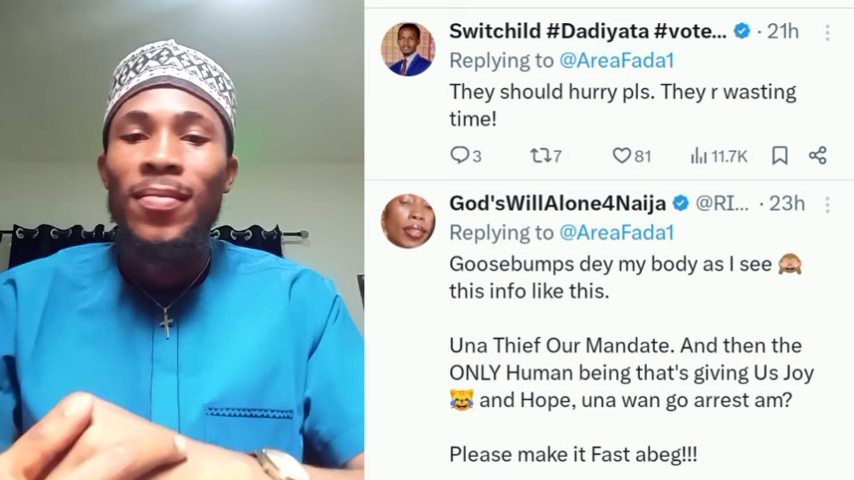 Switchild #Dadiyata #vote... · 21h
Replying to @AreaFada1
They should hurry pls. They r wasting
time!
3 7 81 11.7K
God'sWillAlone4Naija @RI... · 23h
Replying to @AreaFada1
Goosebumps dey my body as I see 🙈
this info like this.
Una Thief Our Mandate. And then the
ONLY Human being that's giving Us Joy
😹 and Hope, una wan go arrest am?
Please make it Fast abeg!!!